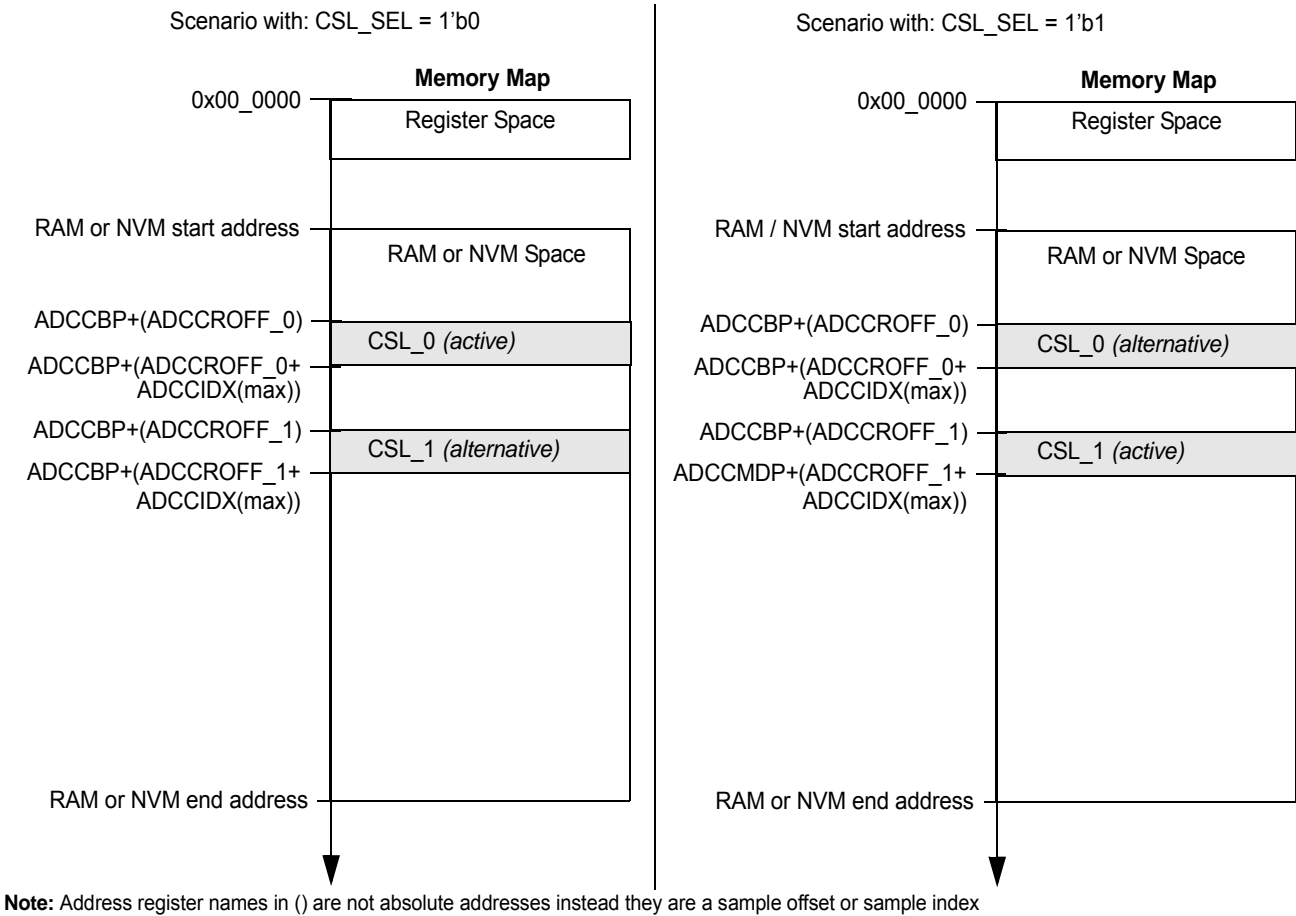 Scenario with: CSL_SEL = 1'b0
Memory Map
0x00_0000
Register Space
RAM or NVM start address
RAM or NVM Space
ADCCBP+(ADCCROFF_0)
CSL_0 (active)
ADCCBP+(ADCCROFF_0+
ADCCIDX(max))
ADCCBP+(ADCCROFF_1)
CSL_1 (alternative)
ADCCBP+(ADCCROFF_1+
ADCCIDX(max))
RAM or NVM end address
Scenario with: CSL_SEL = 1'b1
Memory Map
0x00_0000
Register Space
RAM / NVM start address
RAM or NVM Space
ADCCBP+(ADCCROFF_0)
CSL_0 (alternative)
ADCCBP+(ADCCROFF_0+
ADCCIDX(max))
ADCCBP+(ADCCROFF_1)
CSL_1 (active)
ADCCMDP+(ADCCROFF_1+
ADCCIDX(max))
RAM or NVM end address
Note: Address register names in () are not absolute addresses instead they are a sample offset or sample index